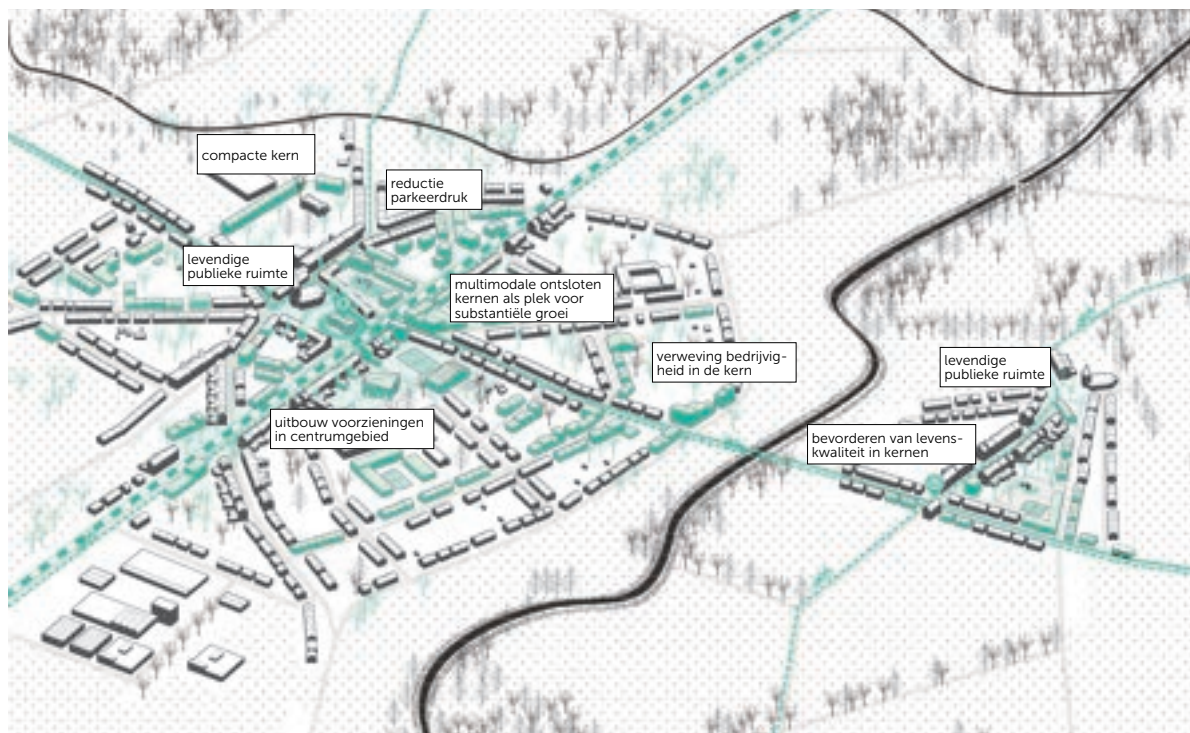 compacte kern
reductie
parkeerdruk
levendige
publieke ruimte
multimodale ontsloten
kernen als plek voor
substantiële groei
verweving bedrijvig-
heid in de kern
levendige
publieke ruimte
uitbouw voorzieningen
in centrumgebied
bevorderen van levens-
kwaliteit in kernen